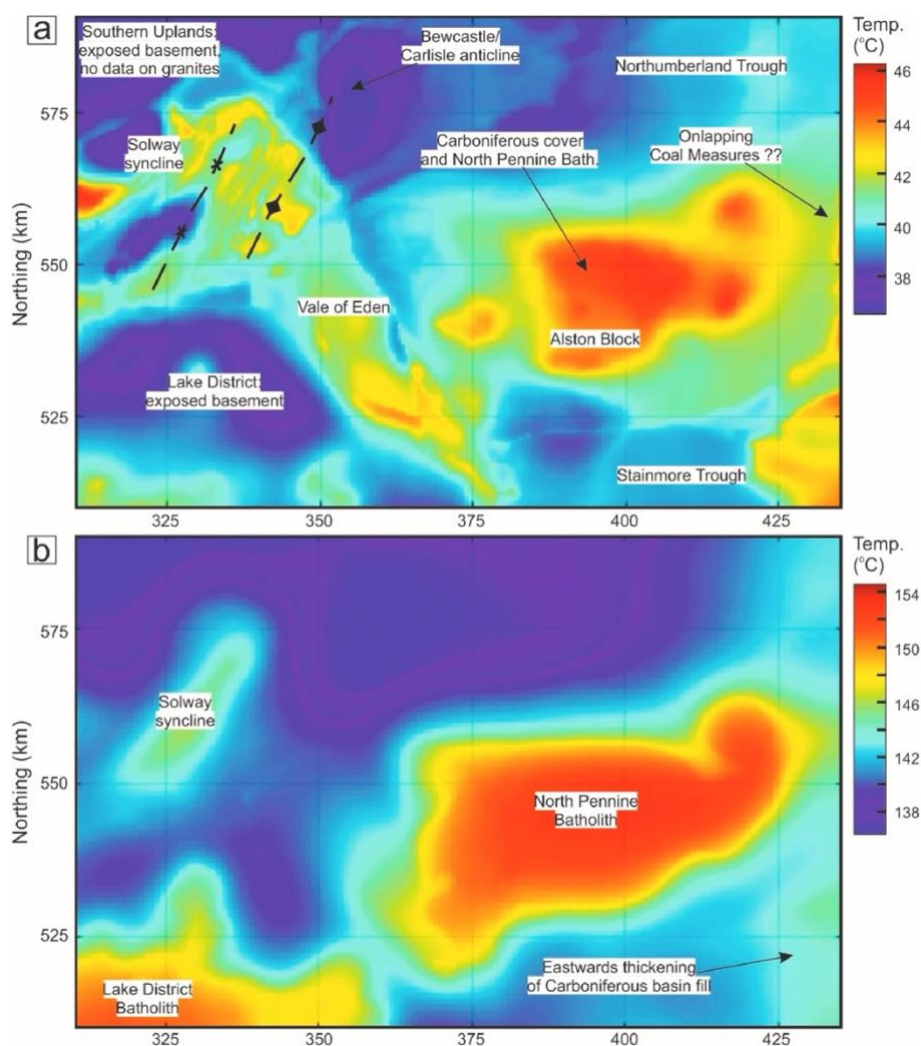 a
Southern Uplands:
exposed basement,
no data on granites
Bewcastle/
Carlisle anticline
Northumberland Trough
Temp.
(°C)
46
44
42
40
38
575
550
525
Northing (km)
Solway
syncline
Carboniferous cover
and North Pennine Bath.
Onlapping
Coal Measures ??
Vale of Eden
Alston Block
Lake District:
exposed basement
Stainmore Trough
325
350
375
400
425
b
Temp.
(°C)
154
150
146
142
138
575
550
525
Northing (km)
Solway
syncline
North Pennine
Batholith
Eastwards thickening
of Carboniferous basin fill
Lake District
Batholith
325
350
375
400
425